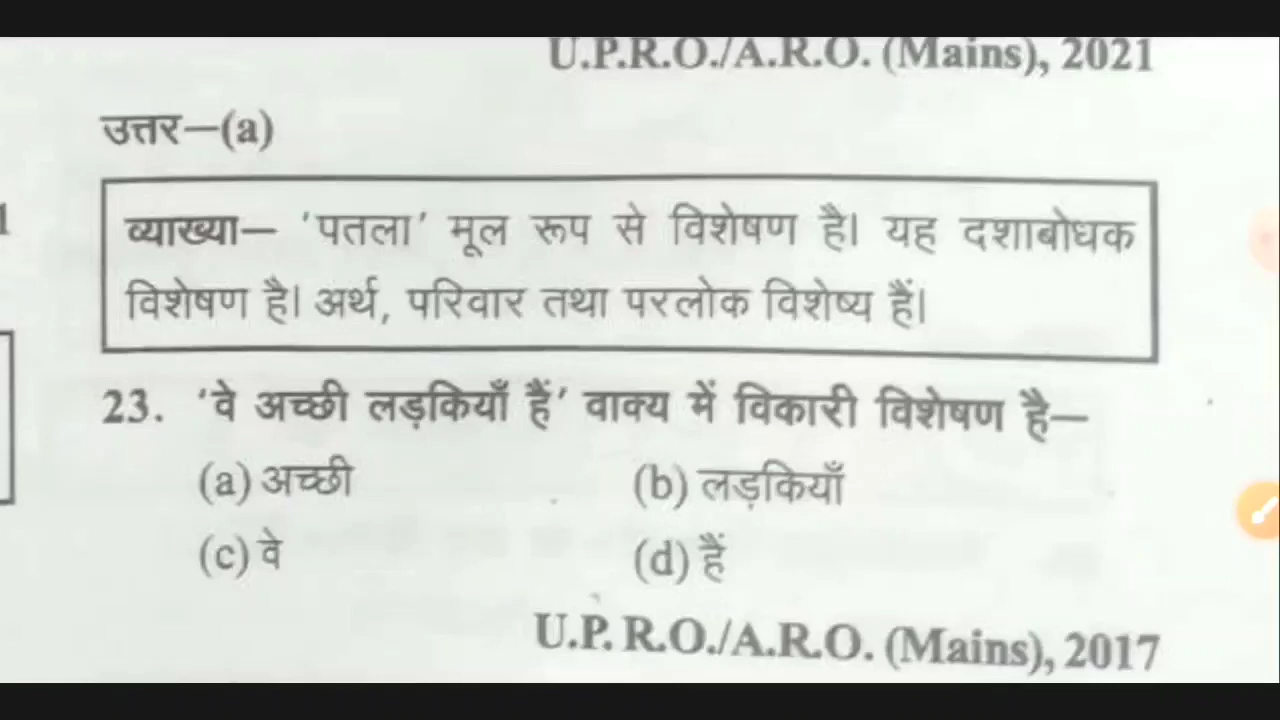 U.P.R.O./A.R.O. (Mains), 2021
उत्तर—(a)
व्याख्या— 'पतला' मूल रूप से विशेषण है। यह दशाबोधक
विशेषण है। अर्थ, परिवार तथा परलोक विशेष्य हैं।
23. 'वे अच्छी लड़कियाँ हैं' वाक्य में विकारी विशेषण है—
(a) अच्छी (b) लड़कियाँ
(c) वे (d) हैं
U.P. R.O./A.R.O. (Mains), 2017